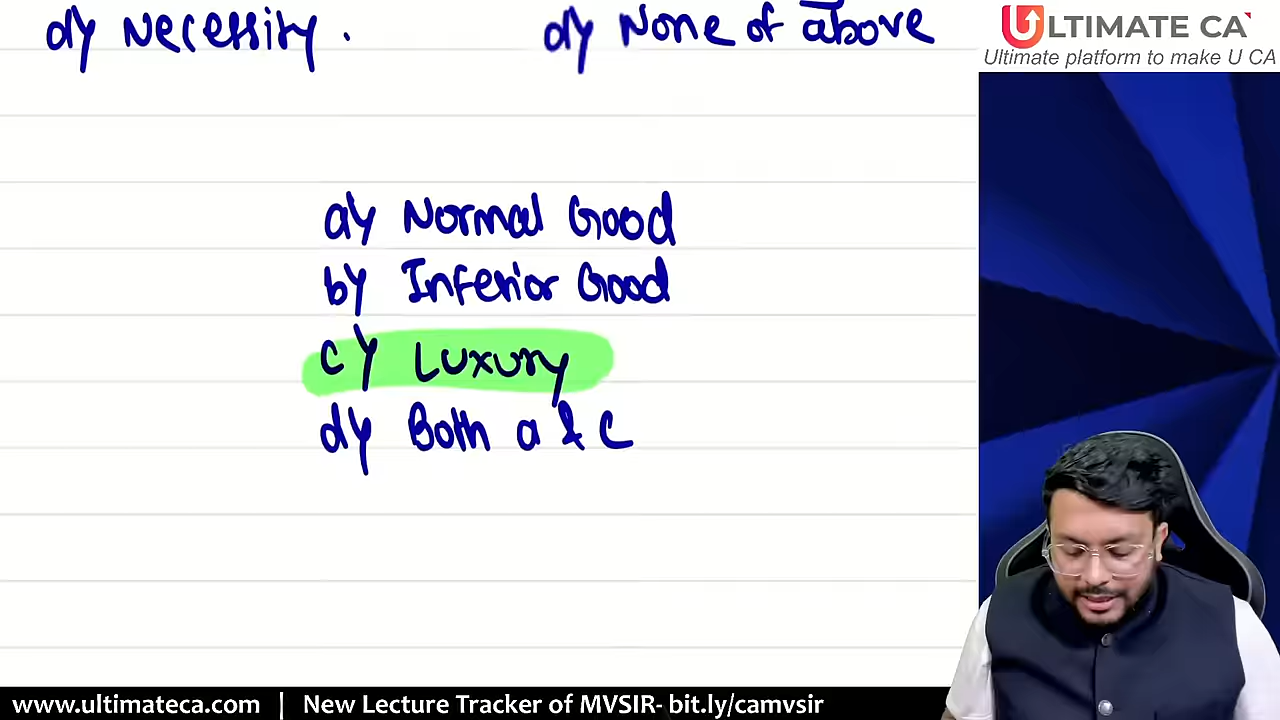 d) Necessity.
d) None of above
ULTIMATE CA
Ultimate platform to make U CA
a) Normal Good
b) Inferior Good
c) Luxury
d) Both a & c
www.ultimateca.com | New Lecture Tracker of MVSIR- bit.ly/camvsir